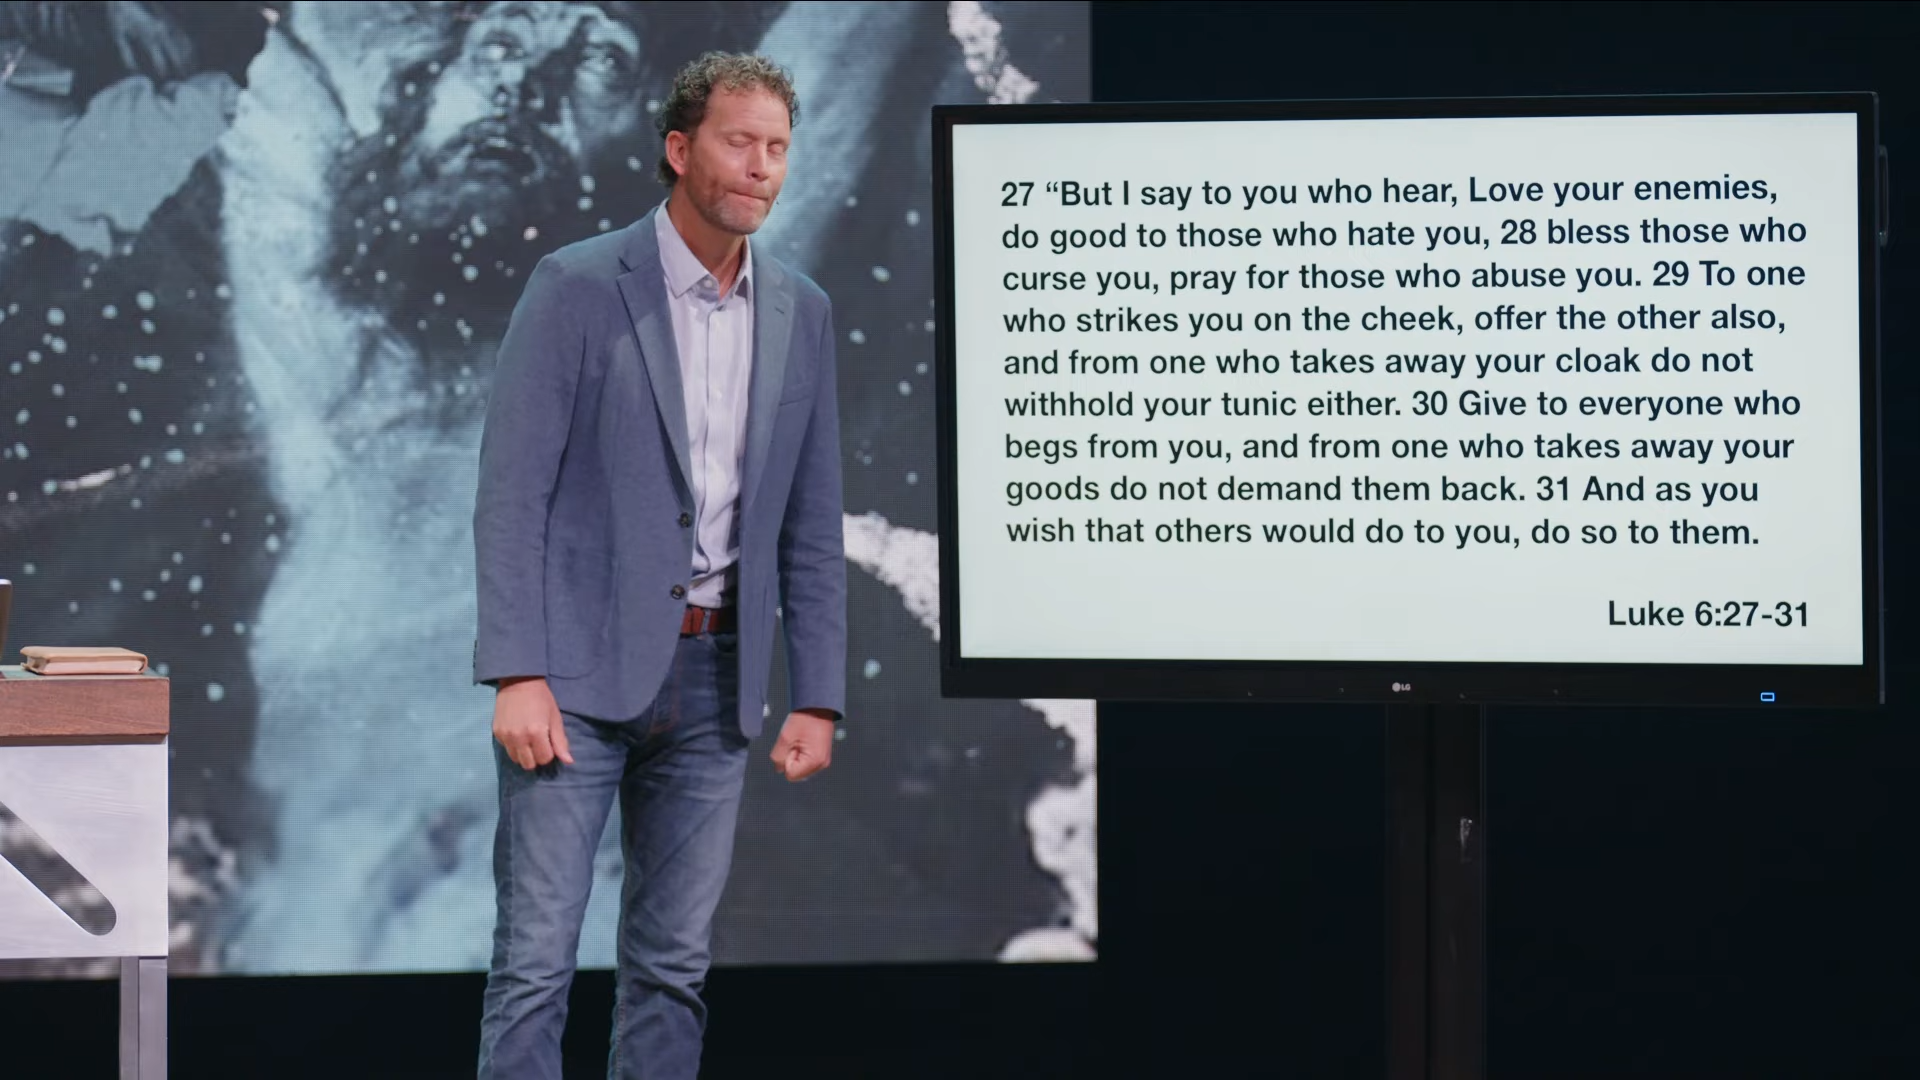 27 “But I say to you who hear, Love your enemies,
do good to those who hate you, 28 bless those who
curse you, pray for those who abuse you. 29 To one
who strikes you on the cheek, offer the other also,
and from one who takes away your cloak do not
withhold your tunic either. 30 Give to everyone who
begs from you, and from one who takes away your
goods do not demand them back. 31 And as you
wish that others would do to you, do so to them.
Luke 6:27-31
LG